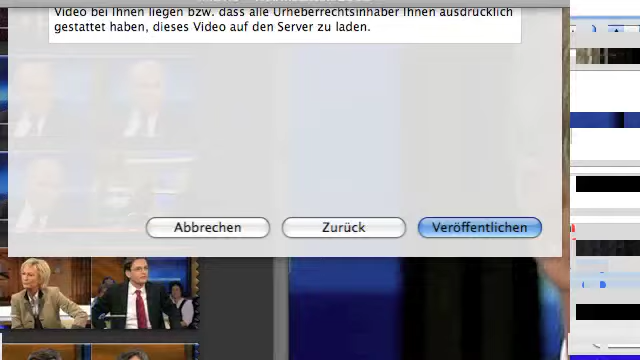 Video bei Ihnen liegen bzw. dass alle Urheberrechtsinhaber Ihnen ausdrücklich
gestattet haben, dieses Video auf den Server zu laden.
Abbrechen
Zurück
Veröffentlichen